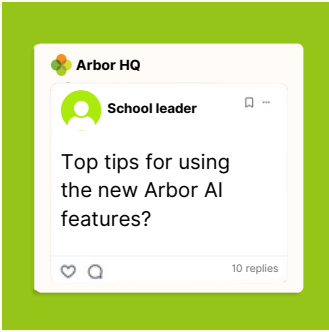 Arbor HQ
School leader
Top tips for using
the new Arbor AI
features?
10 replies